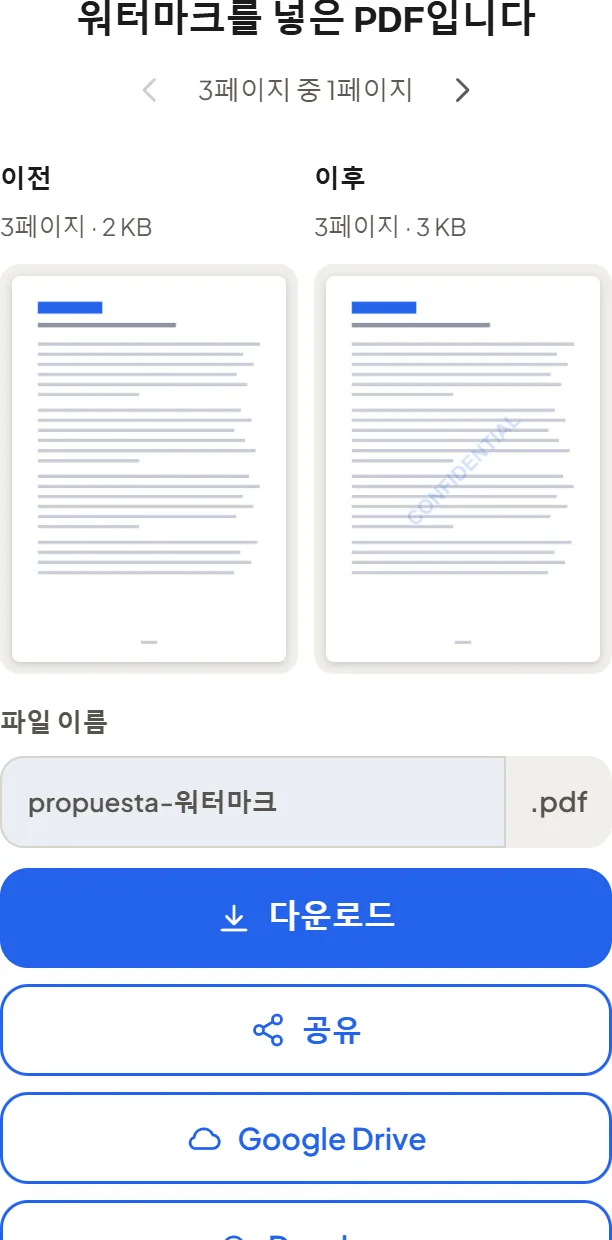 워터마크를 넣은 PDF입니다
3페이지 중 1페이지
이전
3페이지 · 2 KB
이후
3페이지 · 3 KB
CONFIDENTIAL
파일 이름
propuesta-워터마크
.pdf
다운로드
공유
Google Drive